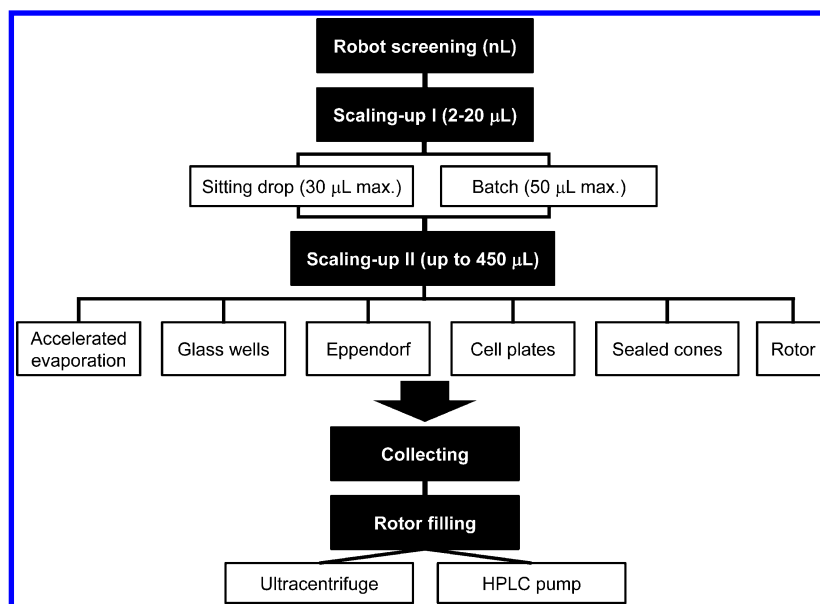 Robot screening (nL)
Scaling-up I (2-20 μL)
Sitting drop (30 μL max.)
Batch (50 μL max.)
Scaling-up II (up to 450 μL)
Accelerated
evaporation
Glass wells
Eppendorf
Cell plates
Sealed cones
Rotor
Collecting
Rotor filling
Ultracentrifuge
HPLC pump